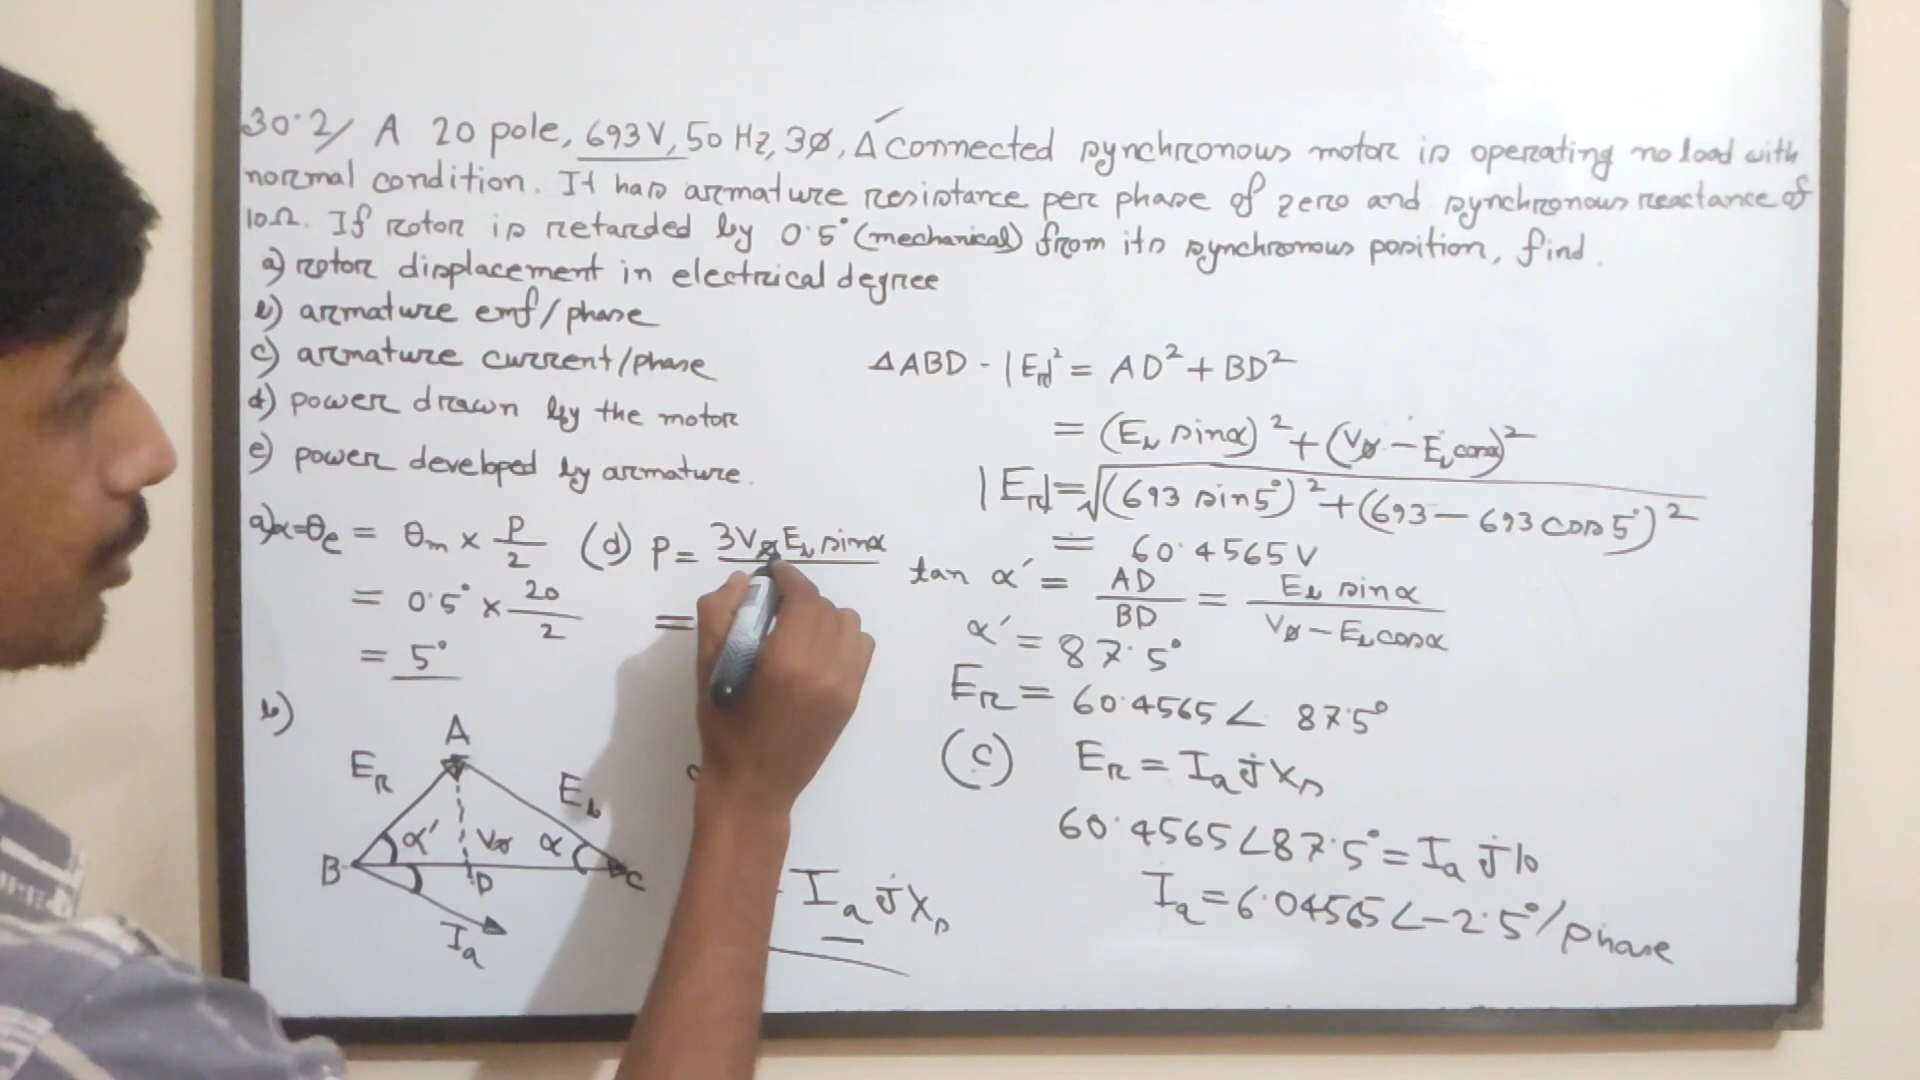 30.2/ A 20 pole, 693V, 50 Hz, 3Ø, Δ connected synchronous motor is operating no load with
normal condition. It has armature resistance per phase of zero and synchronous reactance of
10Ω. If rotor is retarded by 0.5° (mechanical) from its synchronous position, find.
a) rotor displacement in electrical degree
b) armature emf/phase
c) armature current/phase
d) power drawn by the motor
e) power developed by armature.
a) α=θe = θm × P/2
= 0.5° × 20/2
= 5°
b)
A
ER
Eb
α'
Vø
α
B
D
C
Ia
(d) P = 3VøEb sinα
=
Ia jXs
ΔABD - |ER|² = AD² + BD²
= (Eb sinα)² + (Vø - Eb cosα)²
|ER| = √(693 sin5°)² + (693 - 693 cos5°)²
= 60.4565 V
tan α' = AD/BD = Eb sinα/Vø - Eb cosα
α' = 87.5°
ER = 60.4565∠ 87.5°
(c) ER = Ia jXs
60.4565∠87.5° = Ia j10
Ia = 6.04565∠-2.5°/phase